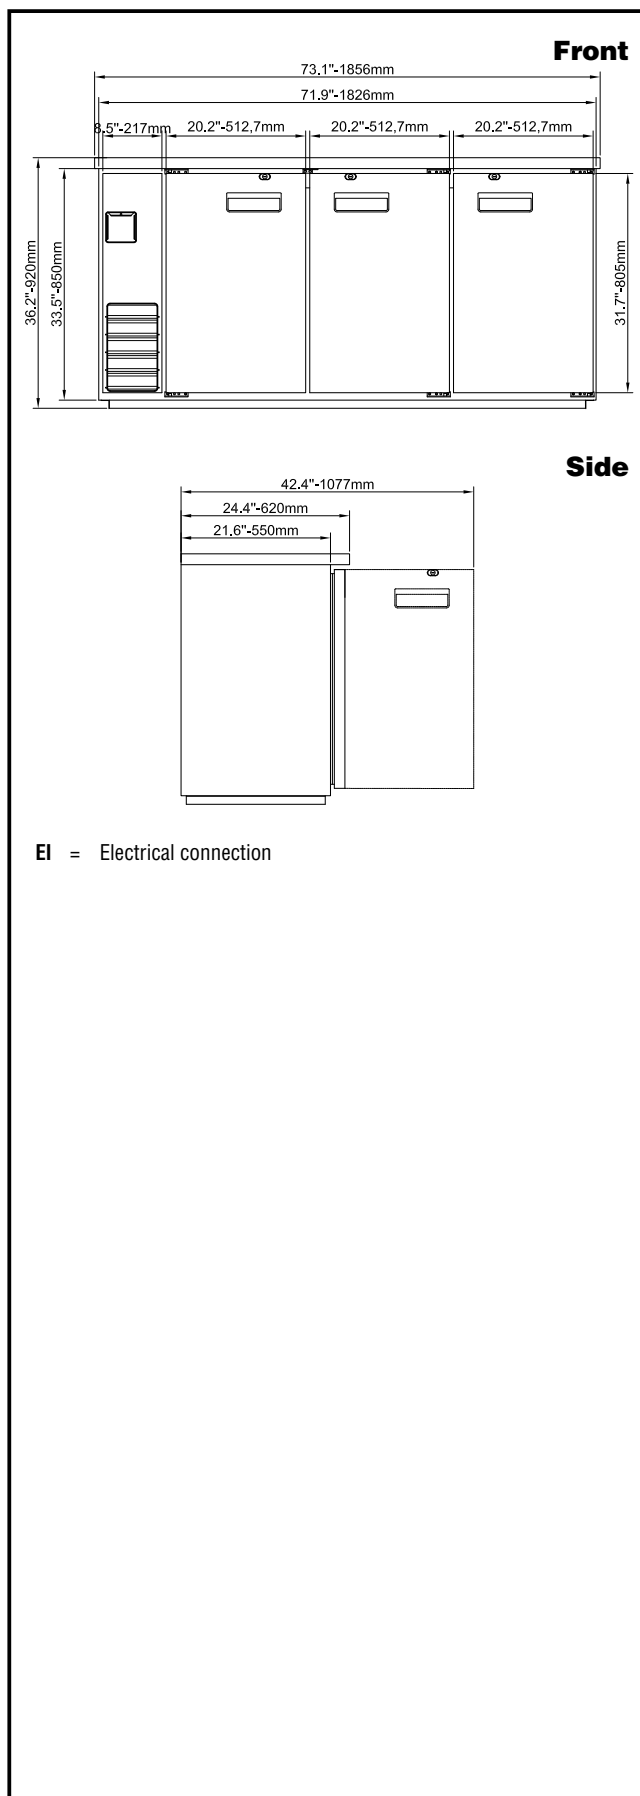 Front
73.1"-1856mm
71.9"-1826mm
8.5"-217mm 20.2"-512,7mm 20.2"-512,7mm 20.2"-512,7mm
36.2"-920mm
33.5"-850mm
31.7"-805mm
Side
42.4"-1077mm
24.4"-620mm
21.6"-550mm
EI = Electrical connection